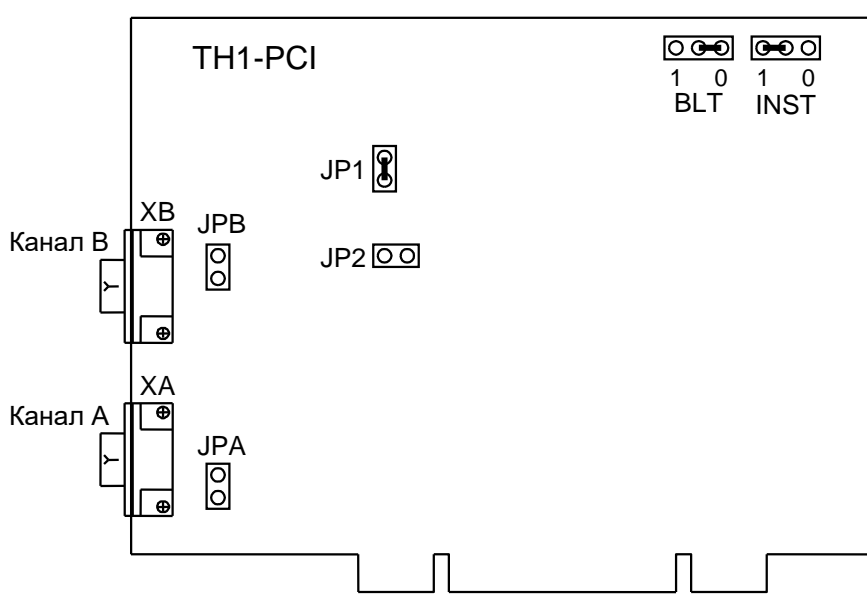 TH1-PCI
1 0 1 0
BLT INST
JP1
XB
JPB
Канал B
JP2
Y
XA
Канал A
JPA
Y